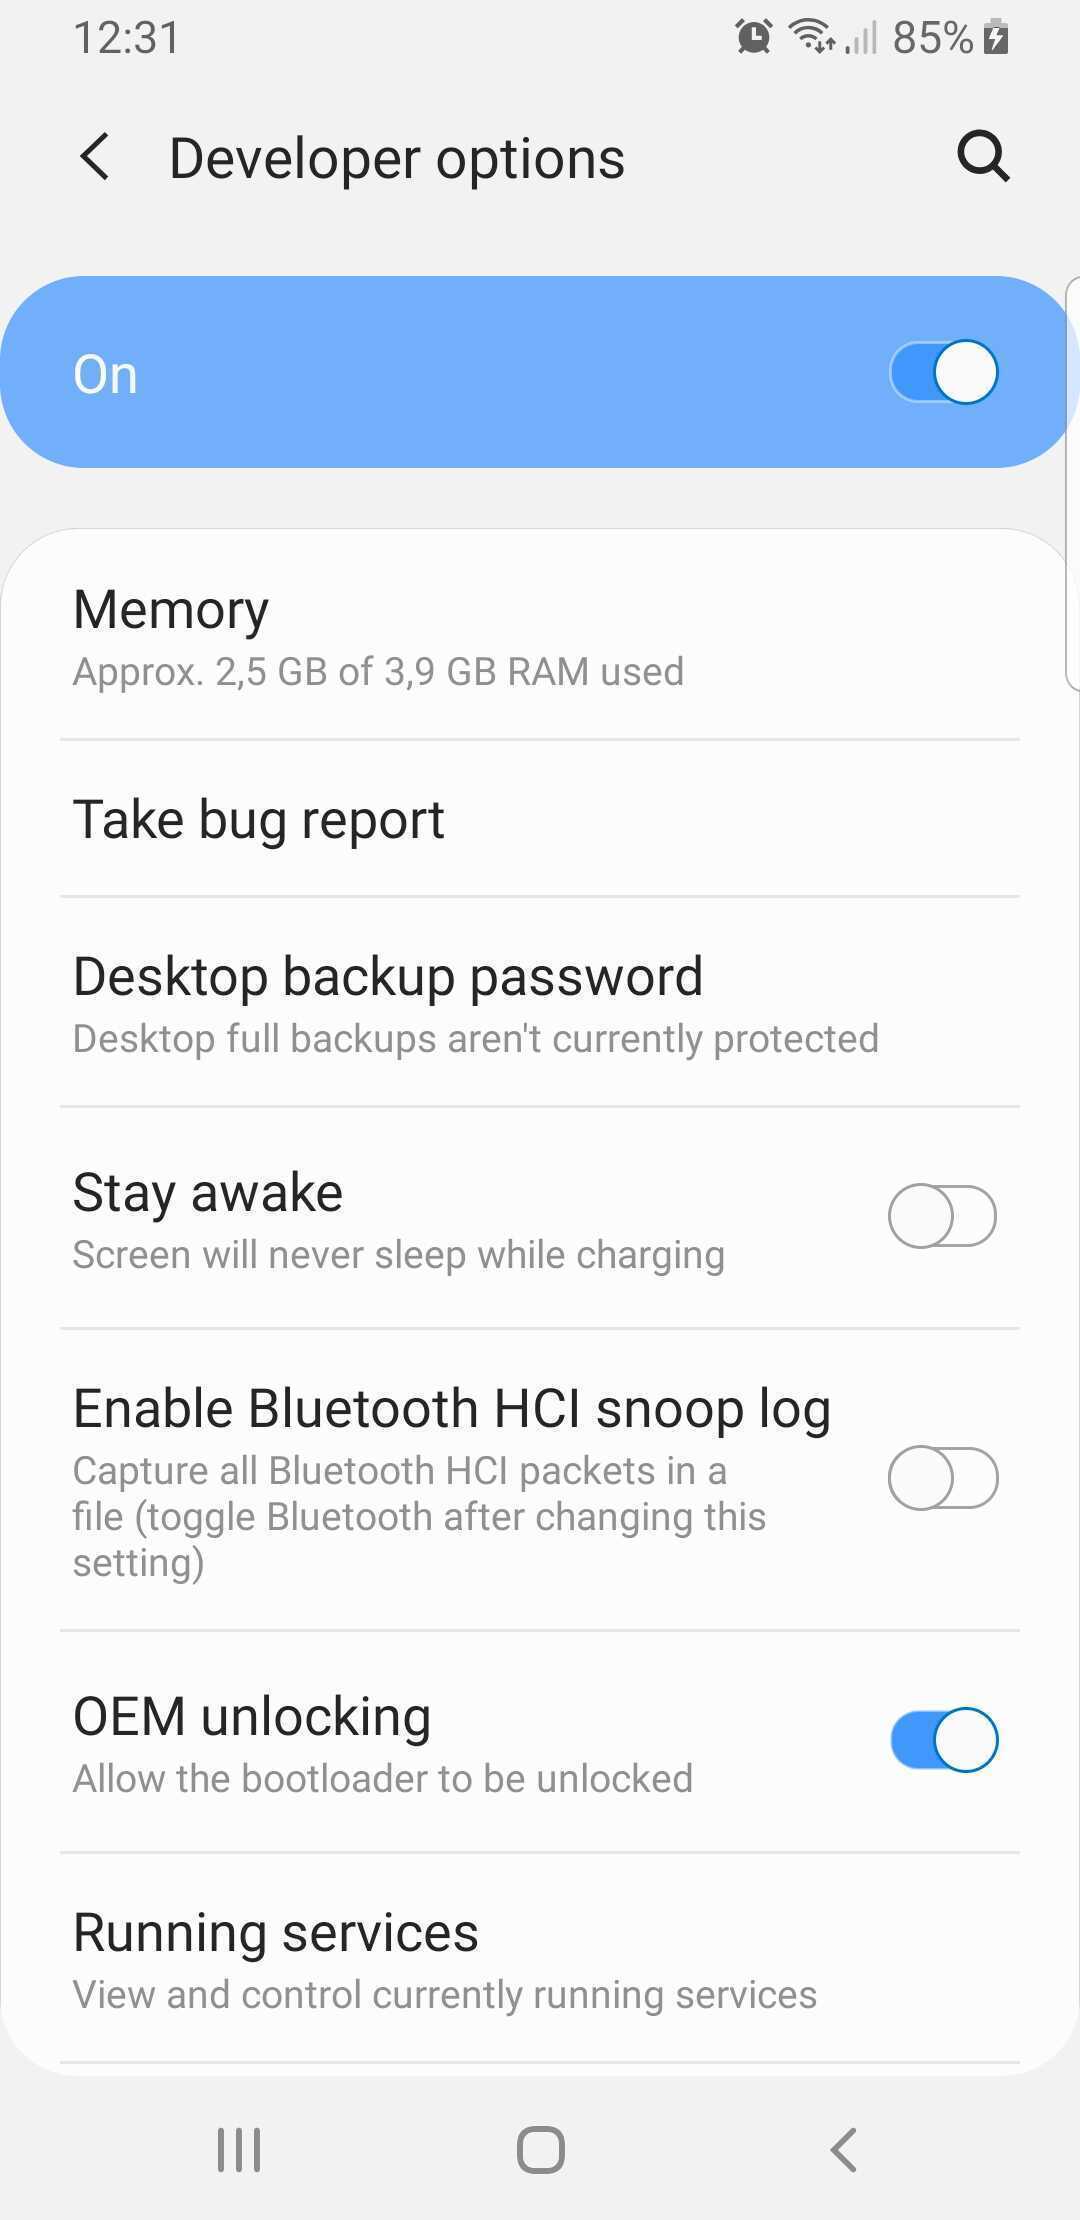 12:31
85%
Developer options
On
Memory
Approx. 2,5 GB of 3,9 GB RAM used
Take bug report
Desktop backup password
Desktop full backups aren't currently protected
Stay awake
Screen will never sleep while charging
Enable Bluetooth HCI snoop log
Capture all Bluetooth HCI packets in a
file (toggle Bluetooth after changing this
setting)
OEM unlocking
Allow the bootloader to be unlocked
Running services
View and control currently running services